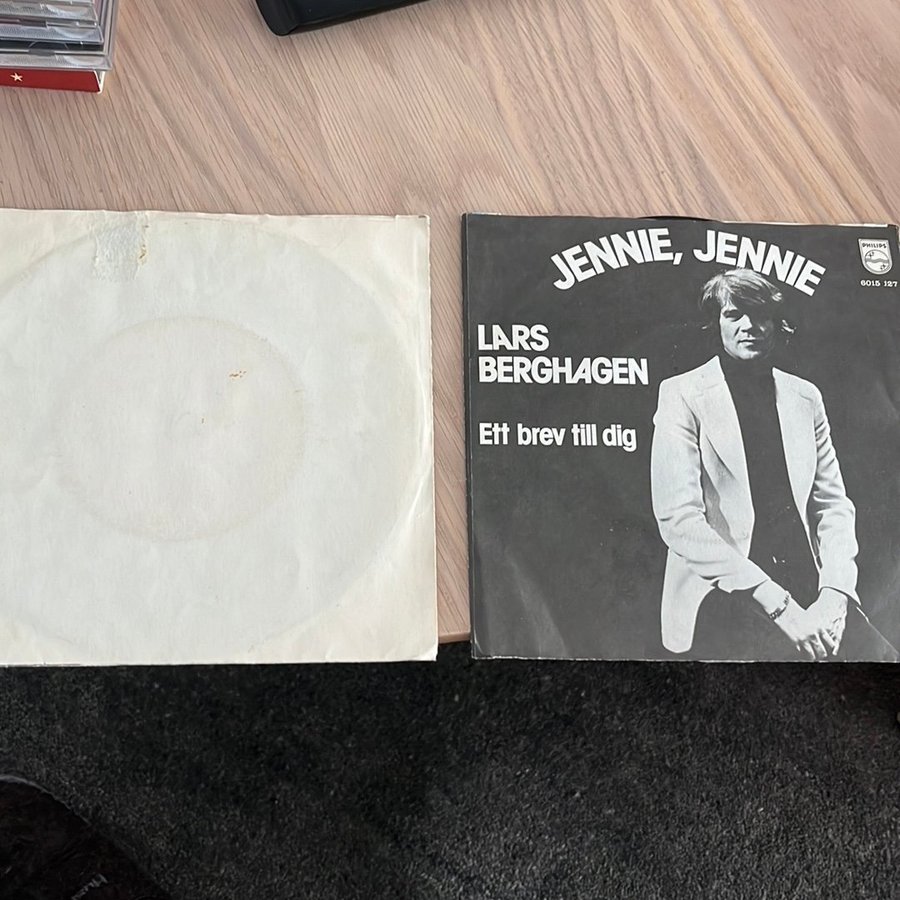 JENNIE, JENNIE
PHILIPS
6015 127
LARS
BERGHAGEN
Ett brev till dig